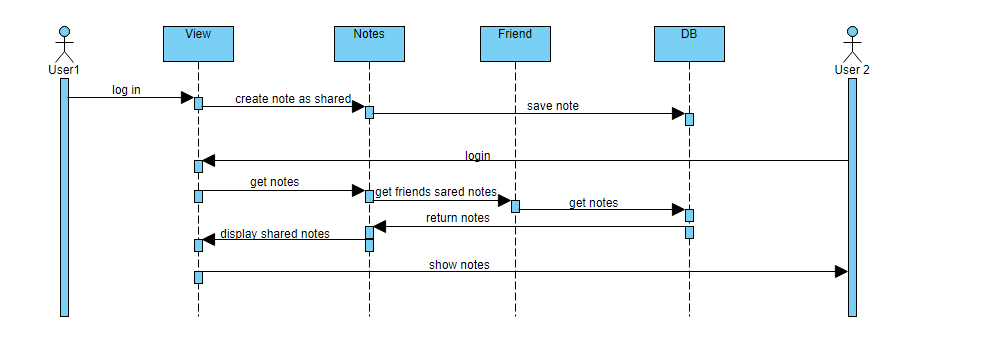 View
Notes
Friend
DB
User1
User 2
log in
create note as shared
save note
login
get notes
get friends sared notes
get notes
return notes
display shared notes
show notes